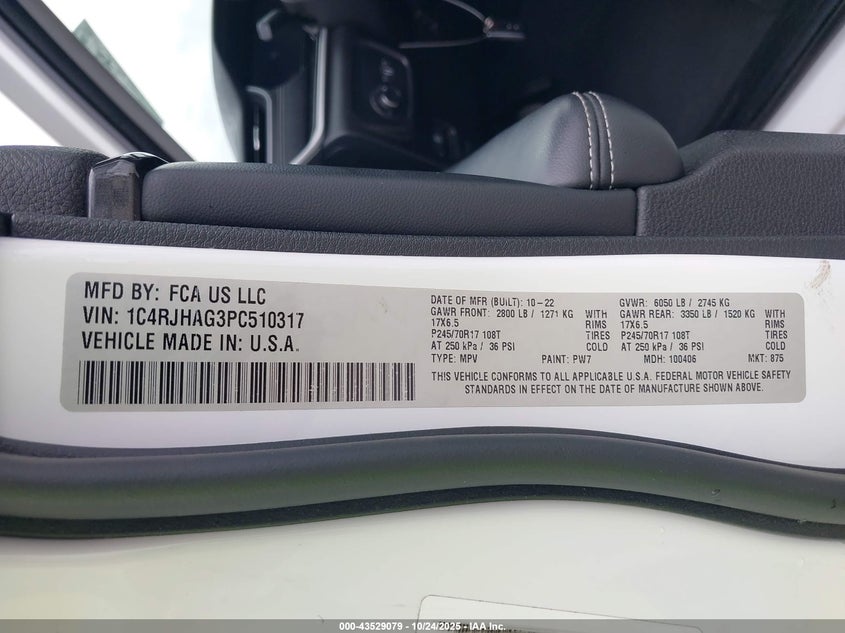 MFD BY: FCA US LLC
VIN: 1C4RJHAG3PC510317
VEHICLE MADE IN: U.S.A.
DATE OF MFR (BUILT): 10-22
GAWR FRONT: 2800 LB / 1271 KG WITH
17X6.5 RIMS
P245/70R17 108T TIRES
AT 250 kPa / 36 PSI COLD
TYPE: MPV PAINT: PW7
GVWR: 6050 LB / 2745 KG
GAWR REAR: 3350 LB / 1520 KG WITH
17X6.5 RIMS
P245/70R17 108T TIRES
AT 250 kPa / 36 PSI COLD
MDH: 100406 MKT: 875
THIS VEHICLE CONFORMS TO ALL APPLICABLE U.S.A. FEDERAL MOTOR VEHICLE SAFETY
STANDARDS IN EFFECT ON THE DATE OF MANUFACTURE SHOWN ABOVE.
000-43529079 - 10/24/2025 - IAA Inc.